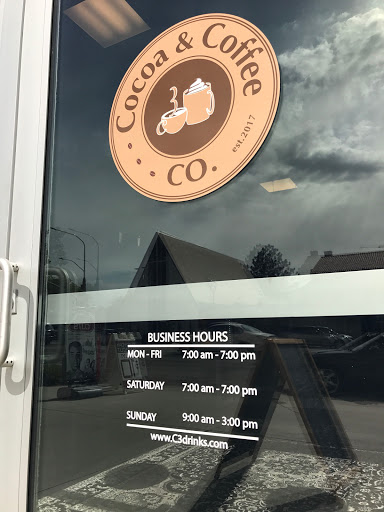 Cocoa & Coffee
CO.
est.2017
BUSINESS HOURS
MON - FRI 7:00 am - 7:00 pm
SATURDAY 7:00 am - 7:00 pm
SUNDAY 9:00 am - 3:00 pm
www.C3drinks.com